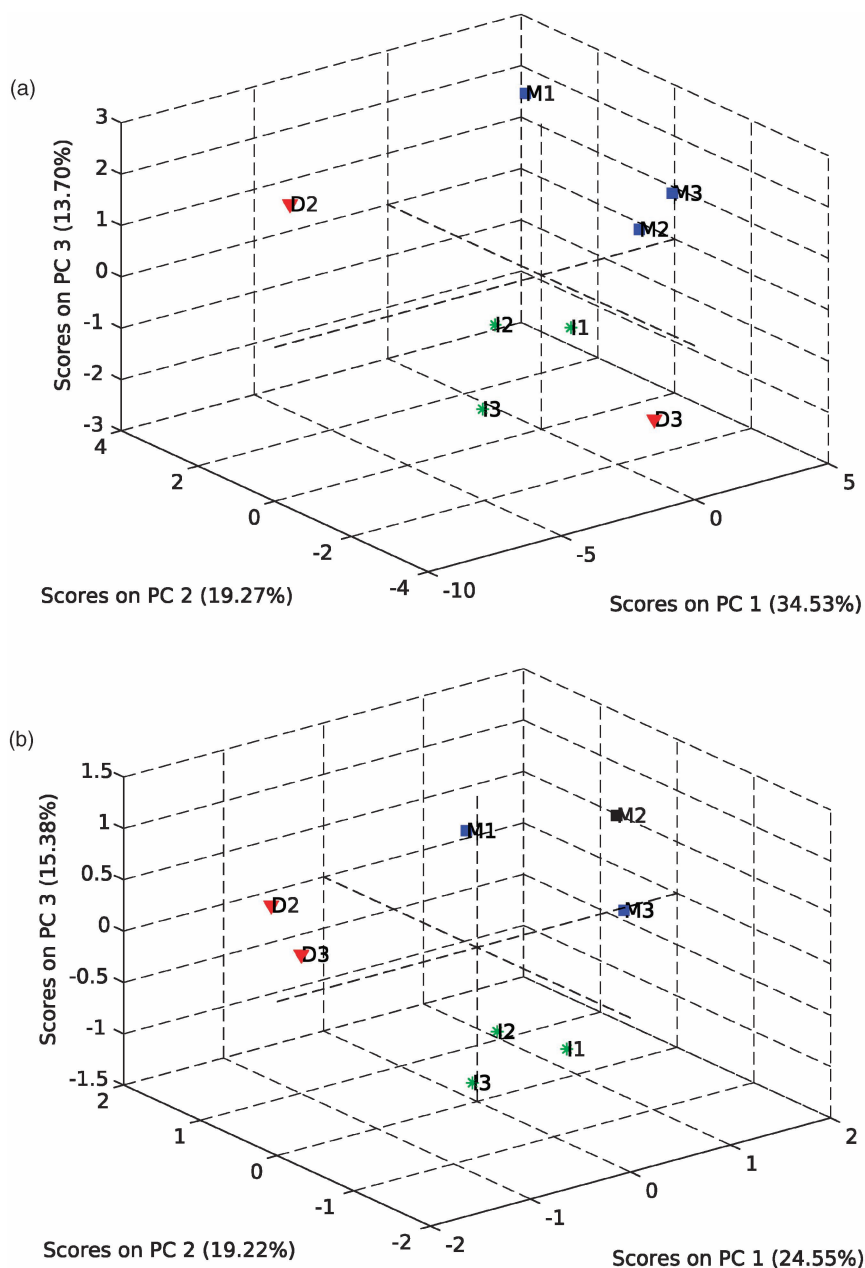 (a)
3
2
1
0
-1
-2
-3
Scores on PC 3 (13.70%)
M1
M3
M2
D2
I2
I1
I3
D3
4
2
0
-2
-4
-10
-5
0
5
Scores on PC 2 (19.27%)
Scores on PC 1 (34.53%)
(b)
1.5
1
0.5
0
-0.5
-1
-1.5
Scores on PC 3 (15.38%)
M2
M1
D2
M3
D3
I2
I1
I3
2
1
0
-1
-2
-2
-1
0
1
2
Scores on PC 2 (19.22%)
Scores on PC 1 (24.55%)